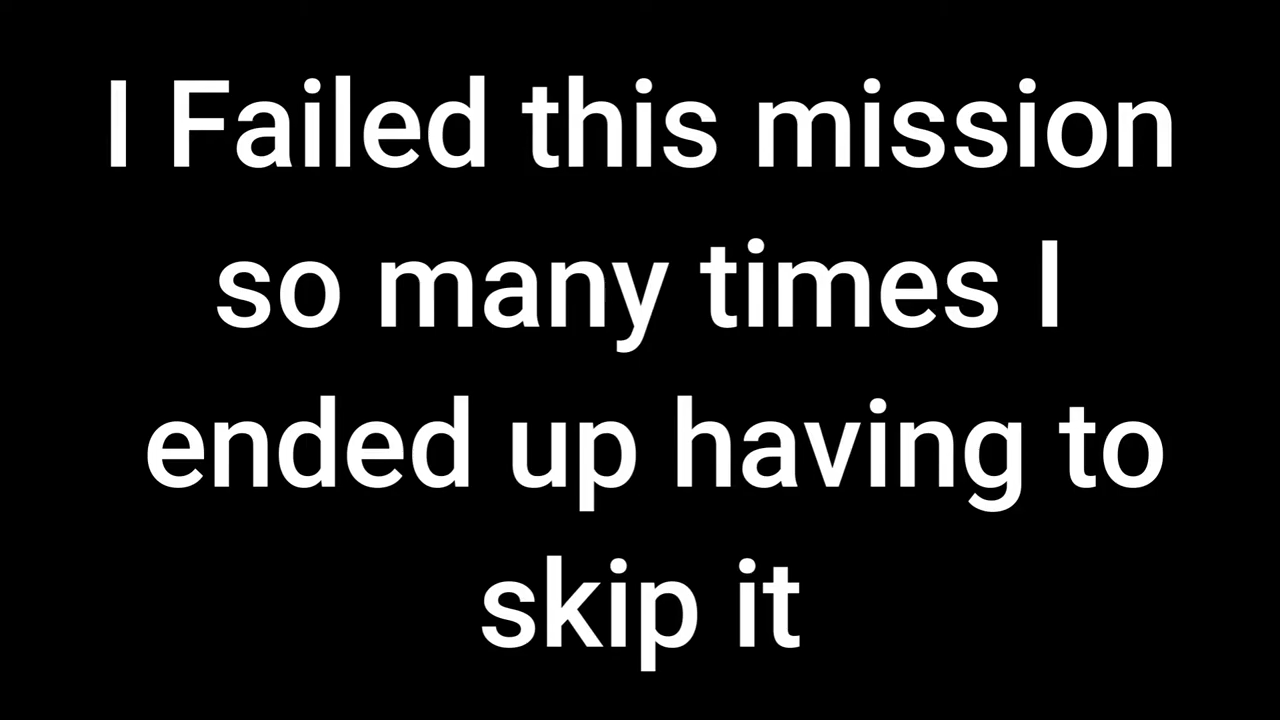 I Failed this mission
so many times I
ended up having to
skip it